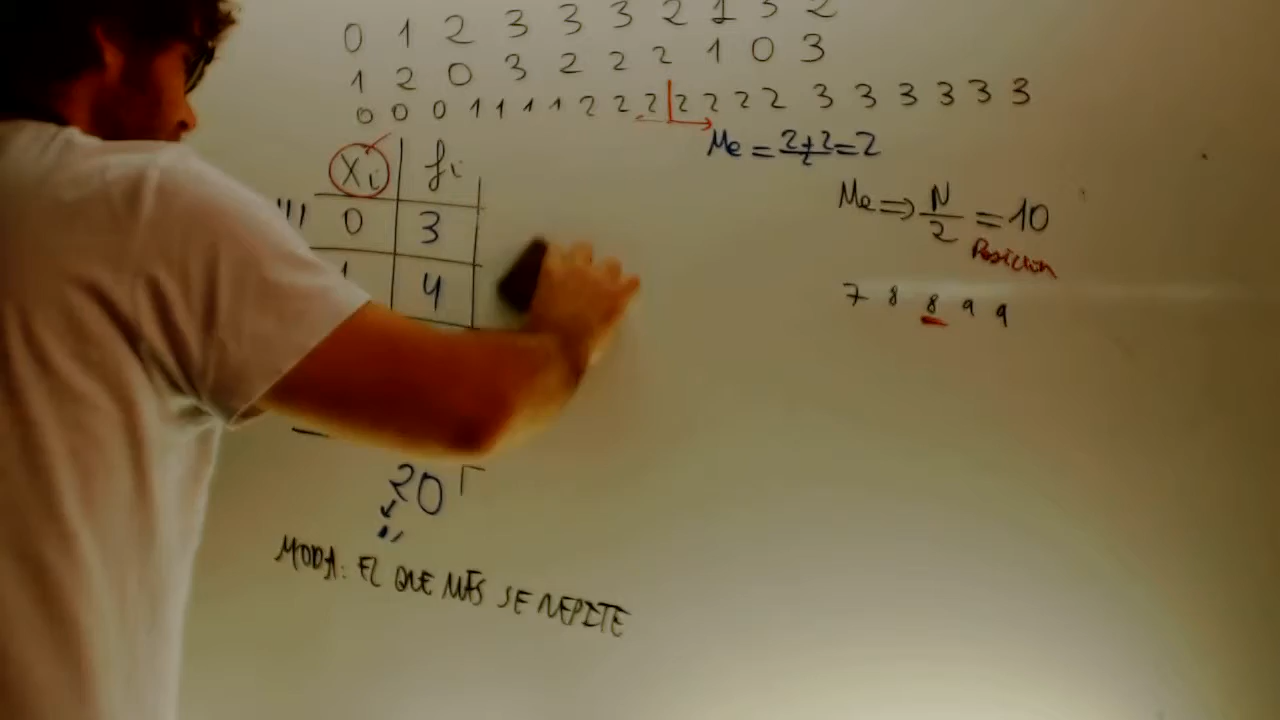 0 1 2 3 3 3 2 1 3 2
1 2 0 3 2 2 2 1 0 3
0 0 0 1 1 1 1 2 2 2 2 2 2 2 3 3 3 3 3 3
Me = 2+2/2 = 2
xi fi
0 3
1 4
Me ⇒ N/2 = 10
Posicion
7 8 8 9 9
20
MODA: EL QUE MÁS SE REPITE